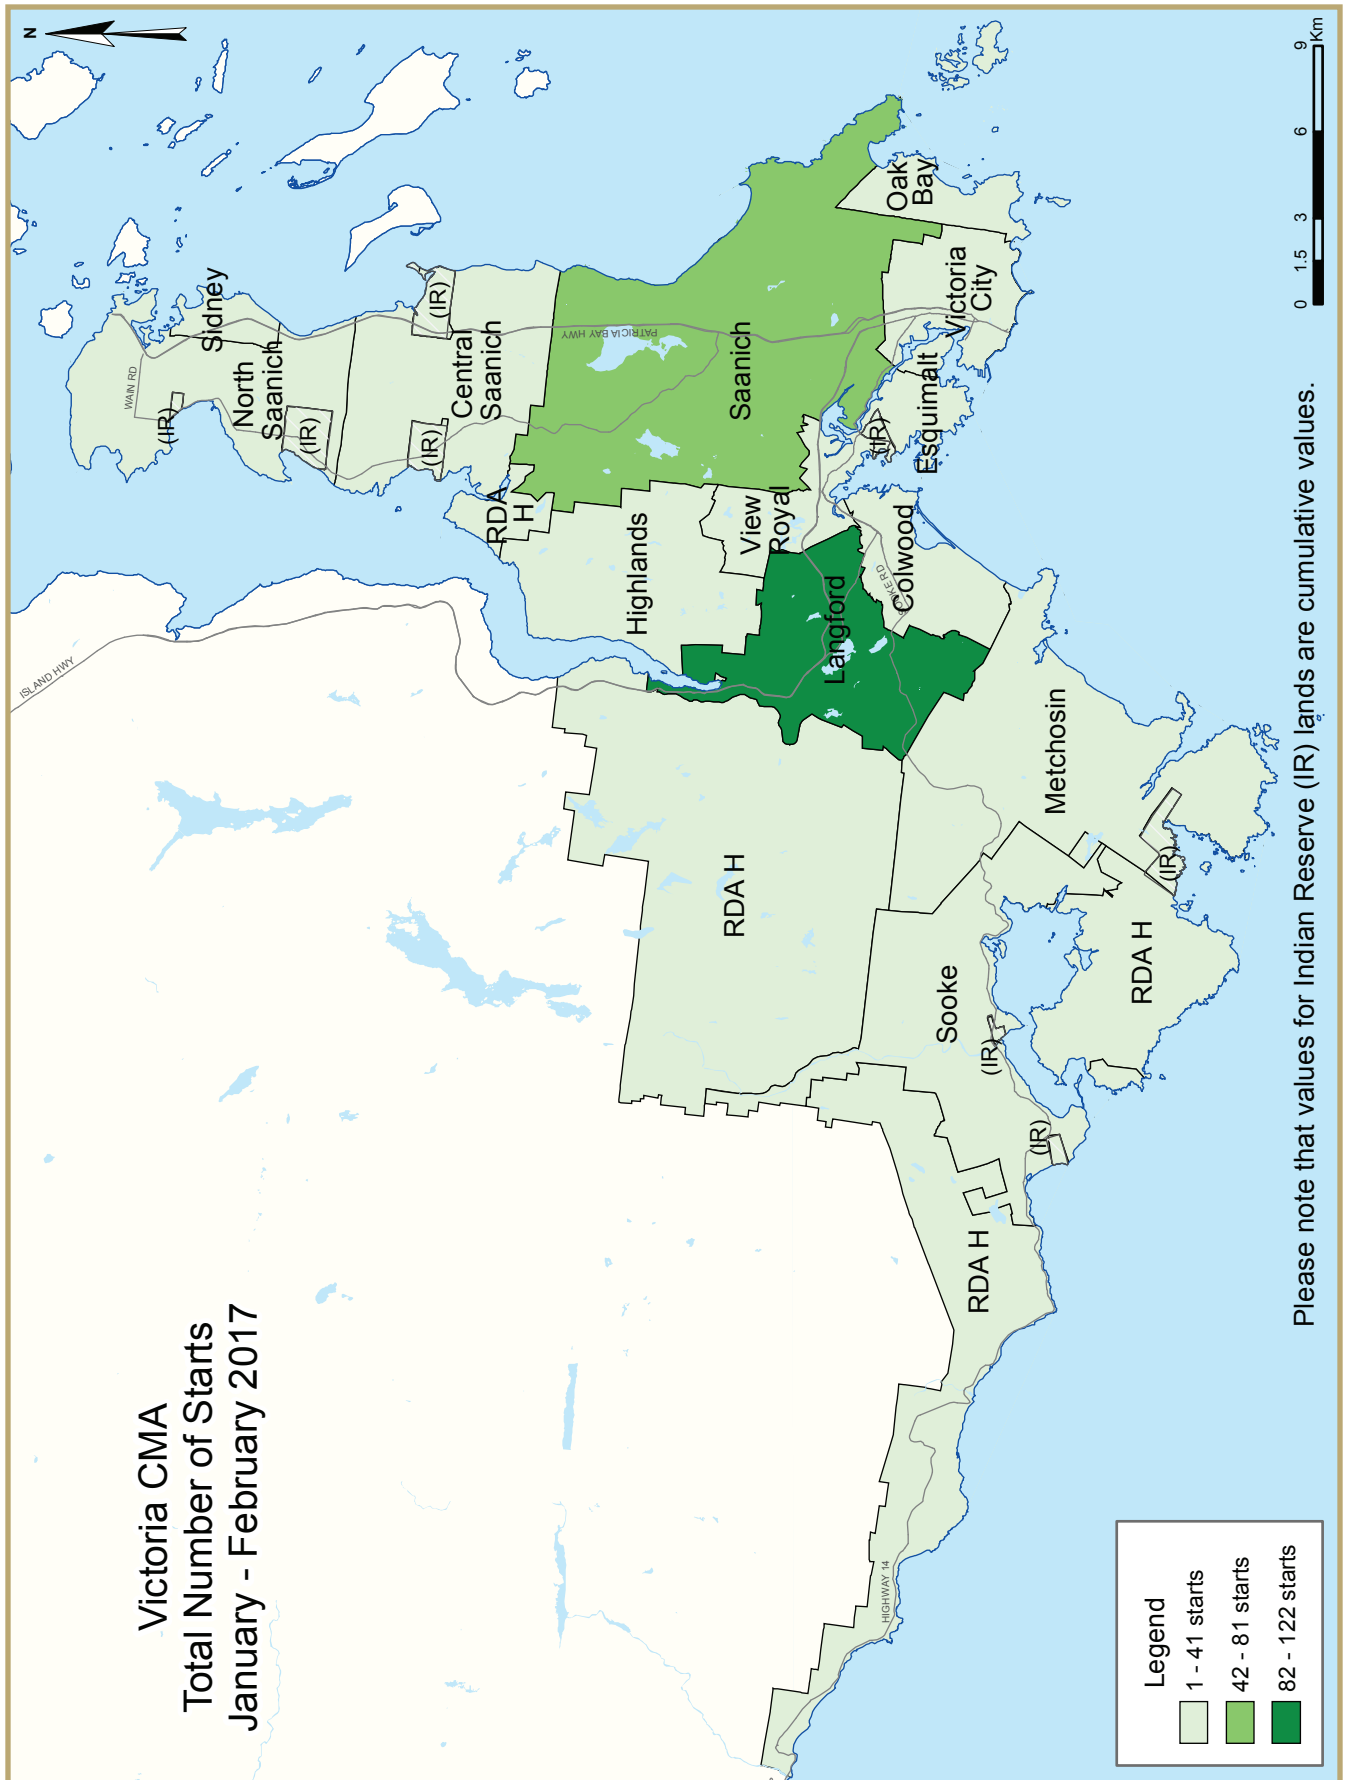 Victoria CMA
Total Number of Starts
January - February 2017
N
ISLAND HWY
WAIN RD
(IR)
Sidney
North
Saanich
(IR)
(IR)
Central
Saanich
(IR)
RDA
H
PATRICIA BAY HWY
Saanich
Highlands
View
Royal
Oak
Bay
Victoria
City
Esquimalt
(IR)
Langford
SOOKE RD
Colwood
Metchosin
(IR)
RDA H
RDA H
Sooke
(IR)
(IR)
RDA H
HIGHWAY 14
Legend
1 - 41 starts
42 - 81 starts
82 - 122 starts
0 1.5 3 6 9 Km
Please note that values for Indian Reserve (IR) lands are cumulative values.